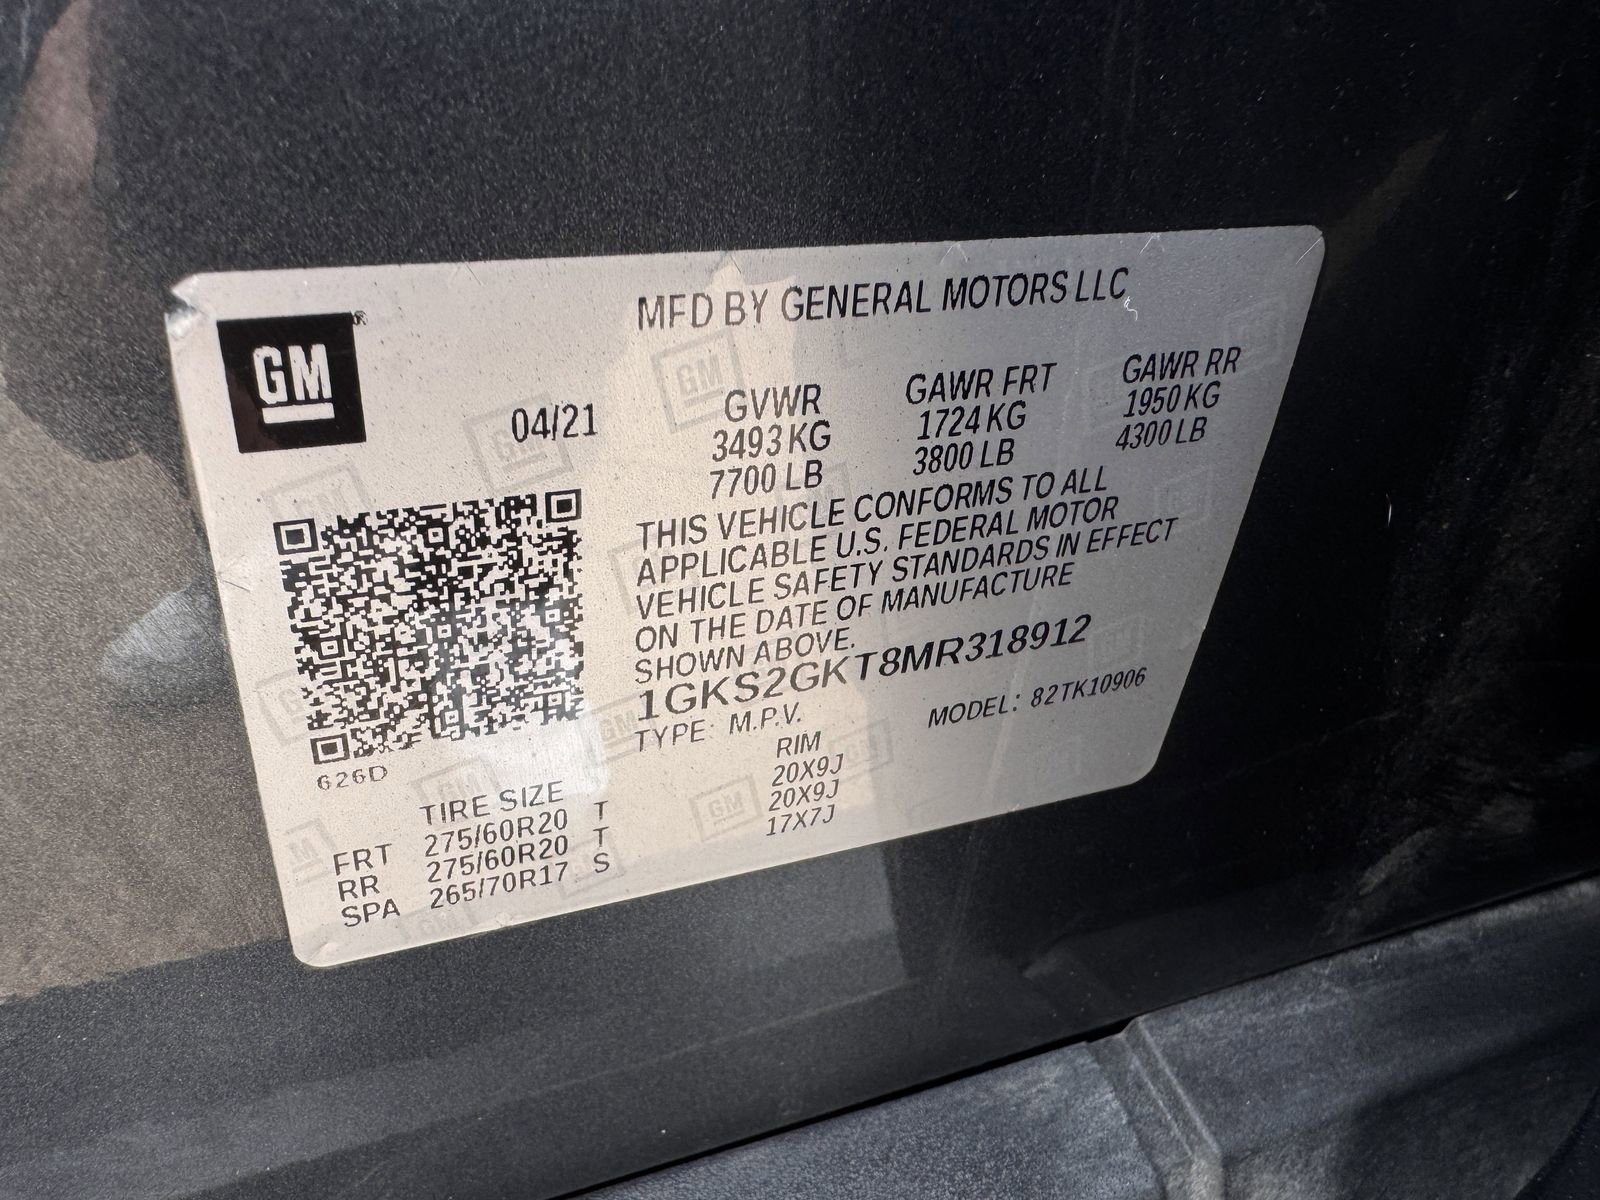 GM
MFD BY GENERAL MOTORS LLC
04/21
GVWR GAWR FRT GAWR RR
3493 KG 1724 KG 1950 KG
7700 LB 3800 LB 4300 LB
THIS VEHICLE CONFORMS TO ALL
APPLICABLE U.S. FEDERAL MOTOR
VEHICLE SAFETY STANDARDS IN EFFECT
ON THE DATE OF MANUFACTURE
SHOWN ABOVE.
1GKS2GKT8MR318912
TYPE: M.P.V. MODEL: 82TK10906
G26D
TIRE SIZE RIM
FRT 275/60R20 T 20X9J
RR 275/60R20 T 20X9J
SPA 265/70R17 S 17X7J